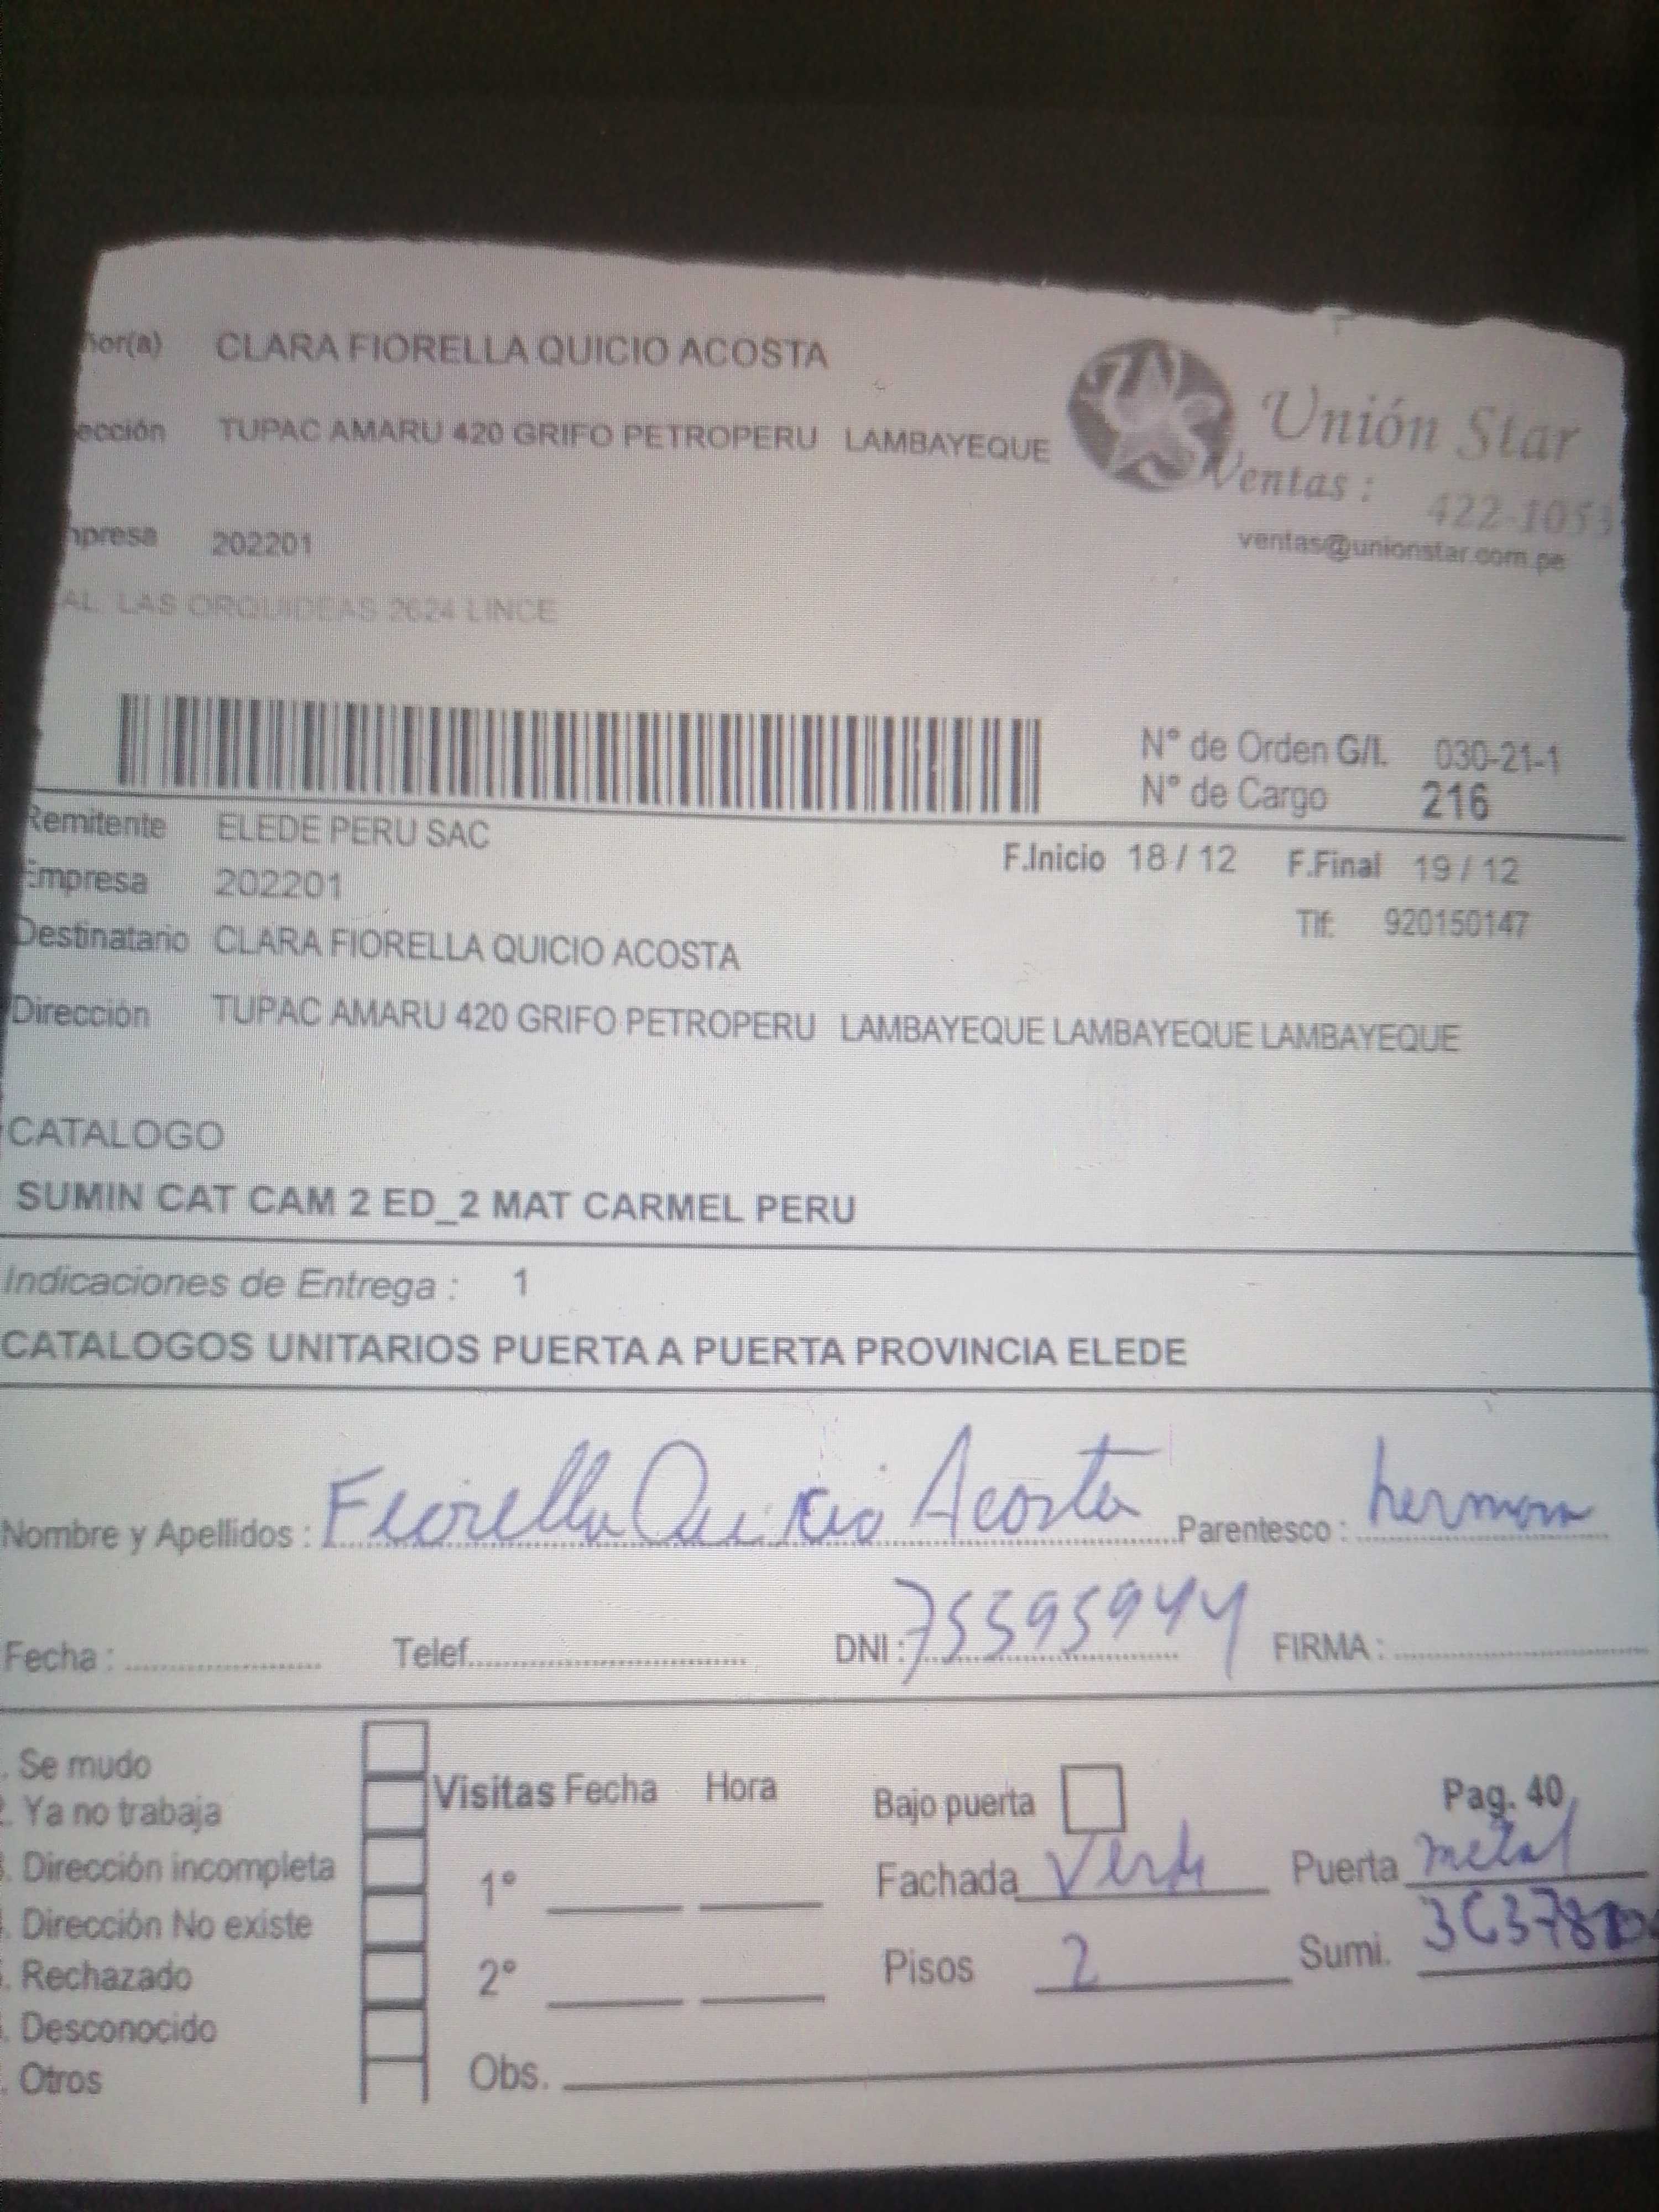 hor(a) CLARA FIORELLA QUICIO ACOSTA
ección TUPAC AMARU 420 GRIFO PETROPERU LAMBAYEQUE
Unión Star
Ventas : 422-1053
ventas@unionstar.com.pe
mpresa 202201
AL. LAS ORQUIDEAS 2624 LINCE
N° de Orden G/I. 030-21-1
N° de Cargo 216
Remitente ELEDE PERU SAC
F.Inicio 18 / 12 F.Final 19 / 12
Empresa 202201
Tlf: 920150147
Destinatario CLARA FIORELLA QUICIO ACOSTA
Dirección TUPAC AMARU 420 GRIFO PETROPERU LAMBAYEQUE LAMBAYEQUE LAMBAYEQUE
CATALOGO
SUMIN CAT CAM 2 ED_2 MAT CARMEL PERU
Indicaciones de Entrega : 1
CATALOGOS UNITARIOS PUERTA A PUERTA PROVINCIA ELEDE
Nombre y Apellidos : Fiorella Quicio Acosta Parentesco :
Fecha : Telef. DNI : 75595944 FIRMA :
. Se mudo
. Ya no trabaja
. Dirección incompleta
. Dirección No existe
. Rechazado
. Desconocido
. Otros
Visitas Fecha Hora
1°
2°
Obs.
Bajo puerta Pag. 40
Fachada Verde Puerta metal
Pisos 2 Sumi.